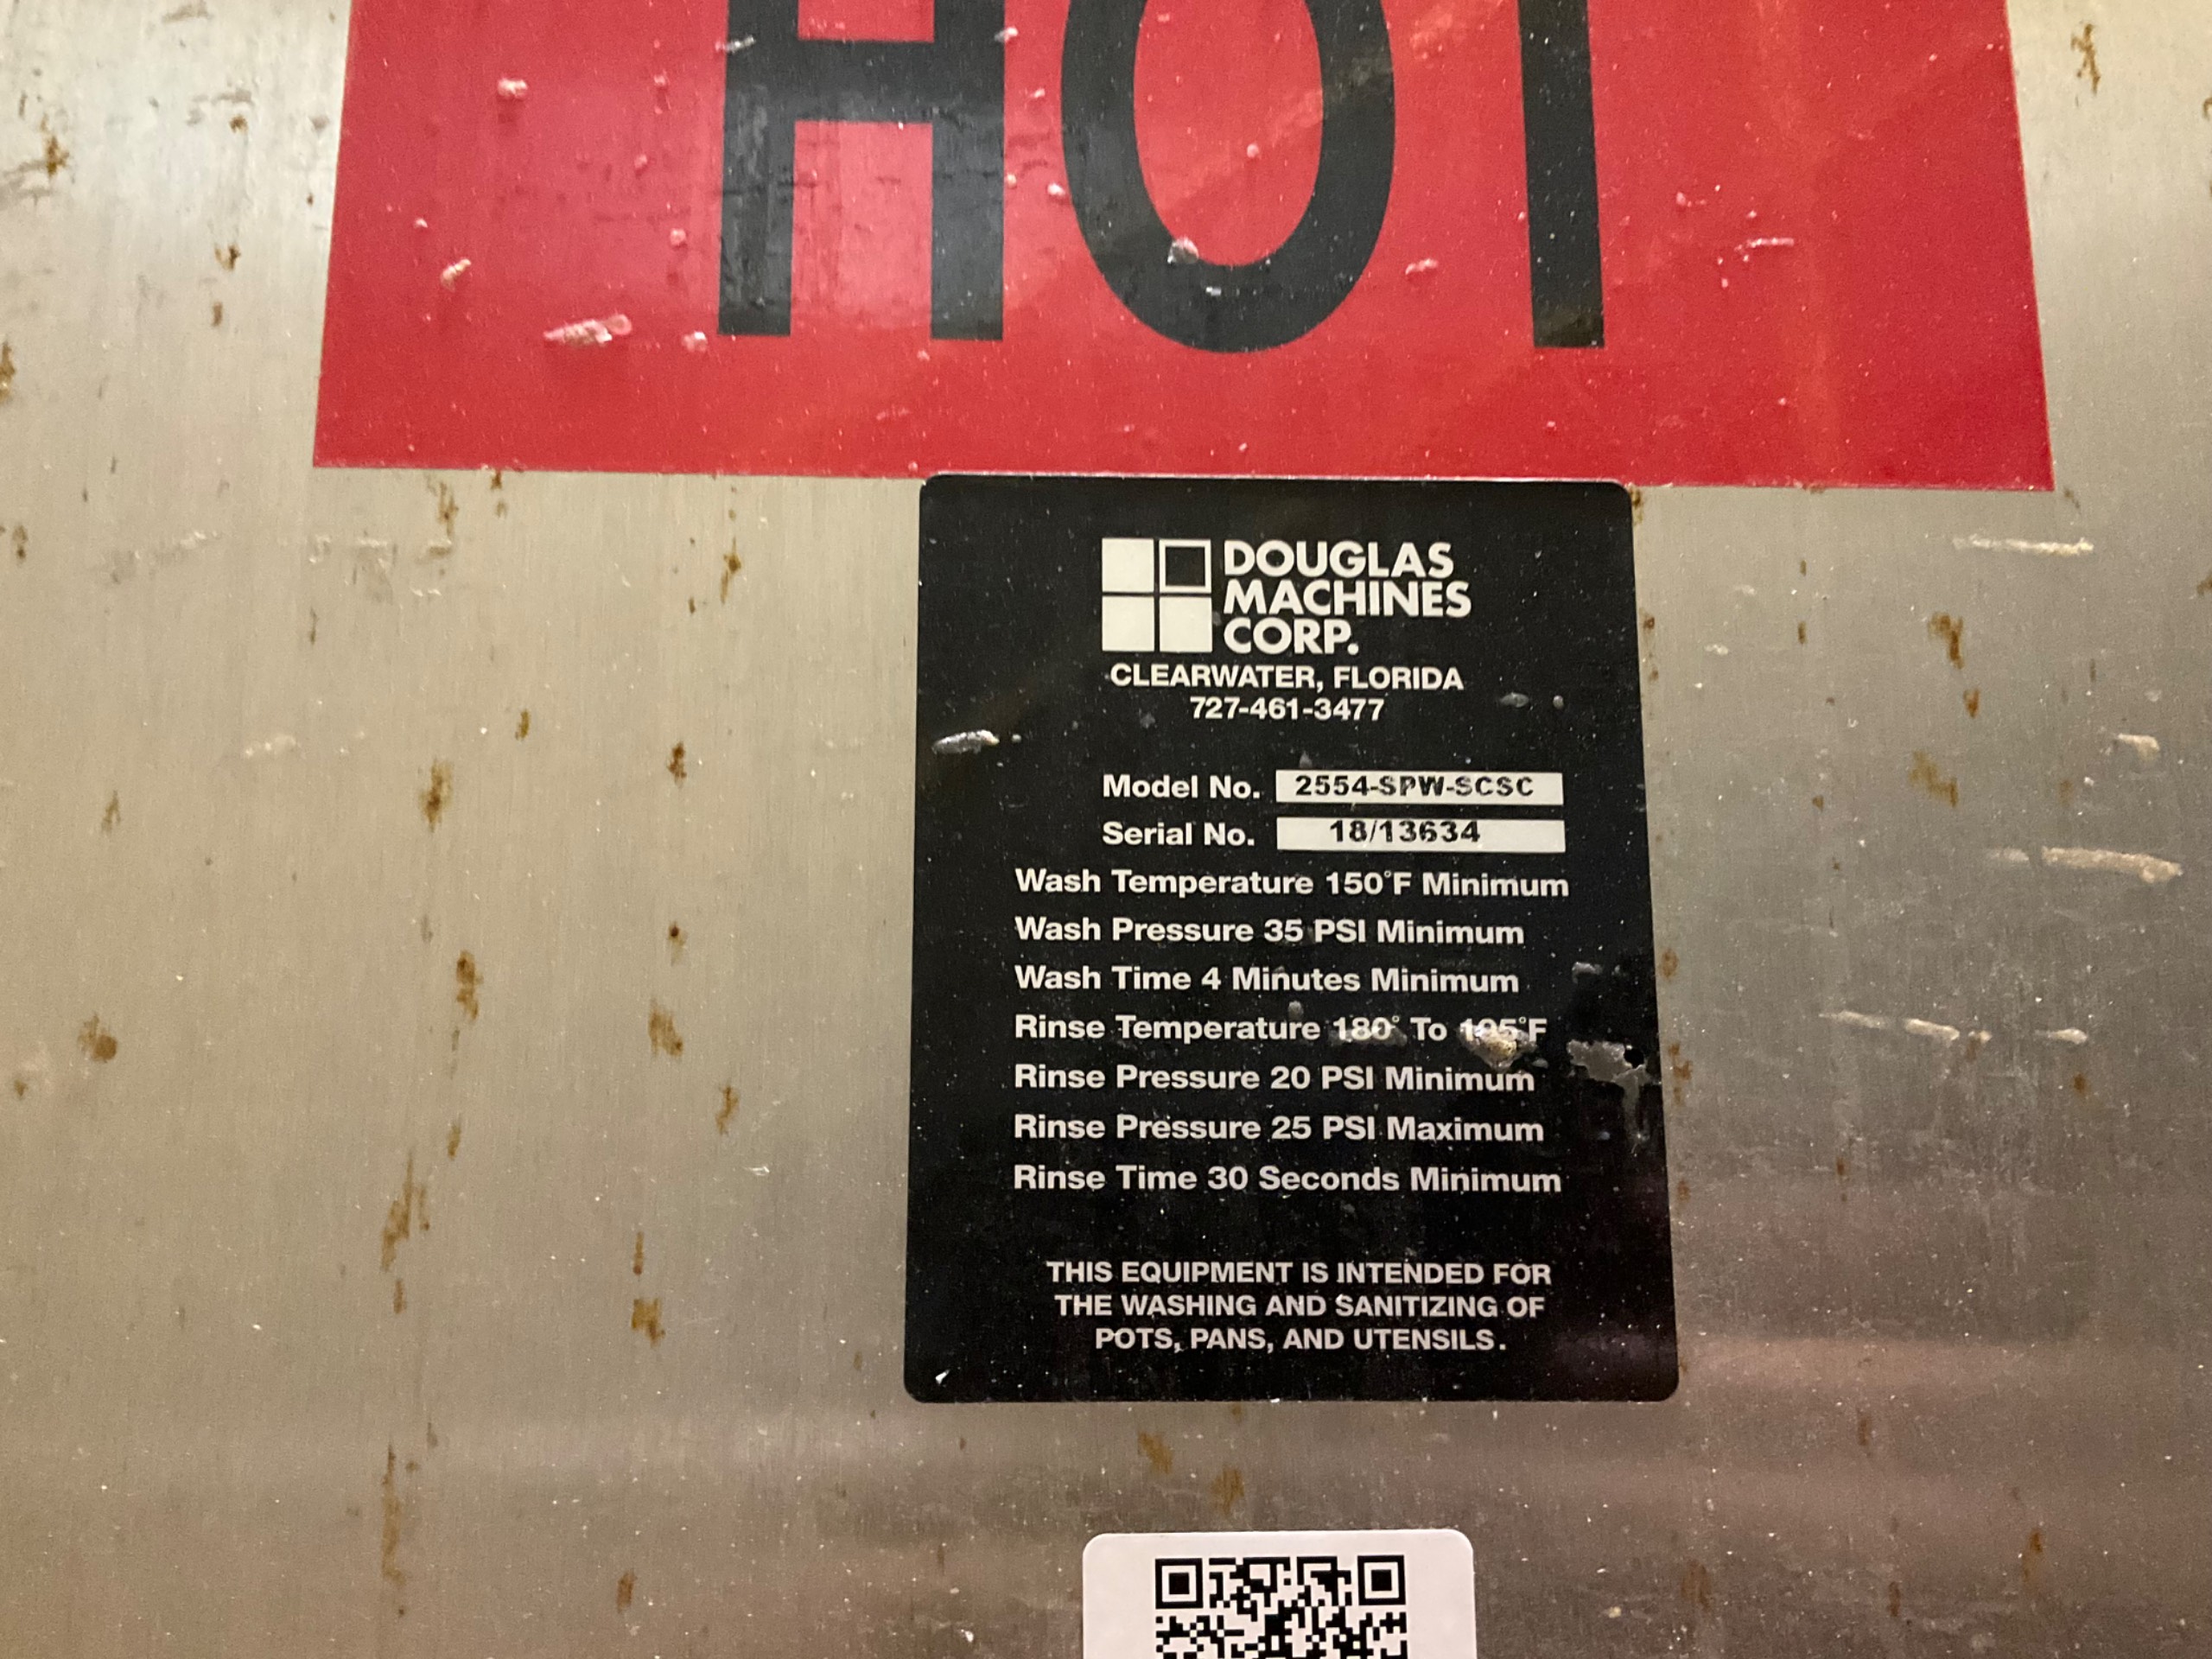 HOT
DOUGLAS
MACHINES
CORP.
CLEARWATER, FLORIDA
727-461-3477
Model No. 2554-SPW-SCSC
Serial No. 18/13634
Wash Temperature 150°F Minimum
Wash Pressure 35 PSI Minimum
Wash Time 4 Minutes Minimum
Rinse Temperature 180° To 195°F
Rinse Pressure 20 PSI Minimum
Rinse Pressure 25 PSI Maximum
Rinse Time 30 Seconds Minimum
THIS EQUIPMENT IS INTENDED FOR
THE WASHING AND SANITIZING OF
POTS, PANS, AND UTENSILS.